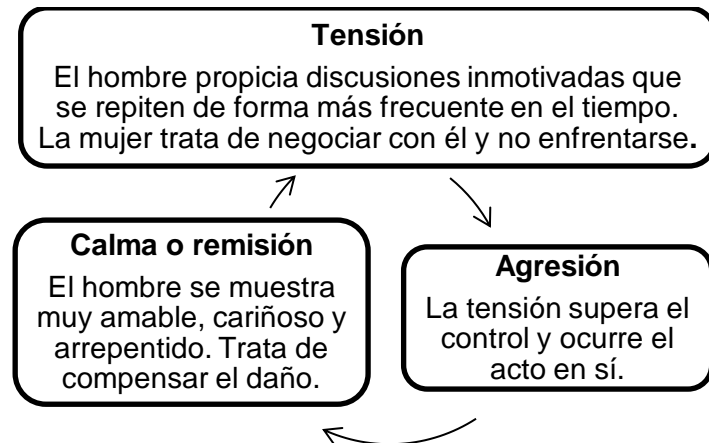 Tensión
El hombre propicia discusiones inmotivadas que
se repiten de forma más frecuente en el tiempo.
La mujer trata de negociar con él y no enfrentarse.
Calma o remisión
El hombre se muestra
muy amable, cariñoso y
arrepentido. Trata de
compensar el daño.
Agresión
La tensión supera el
control y ocurre el
acto en sí.